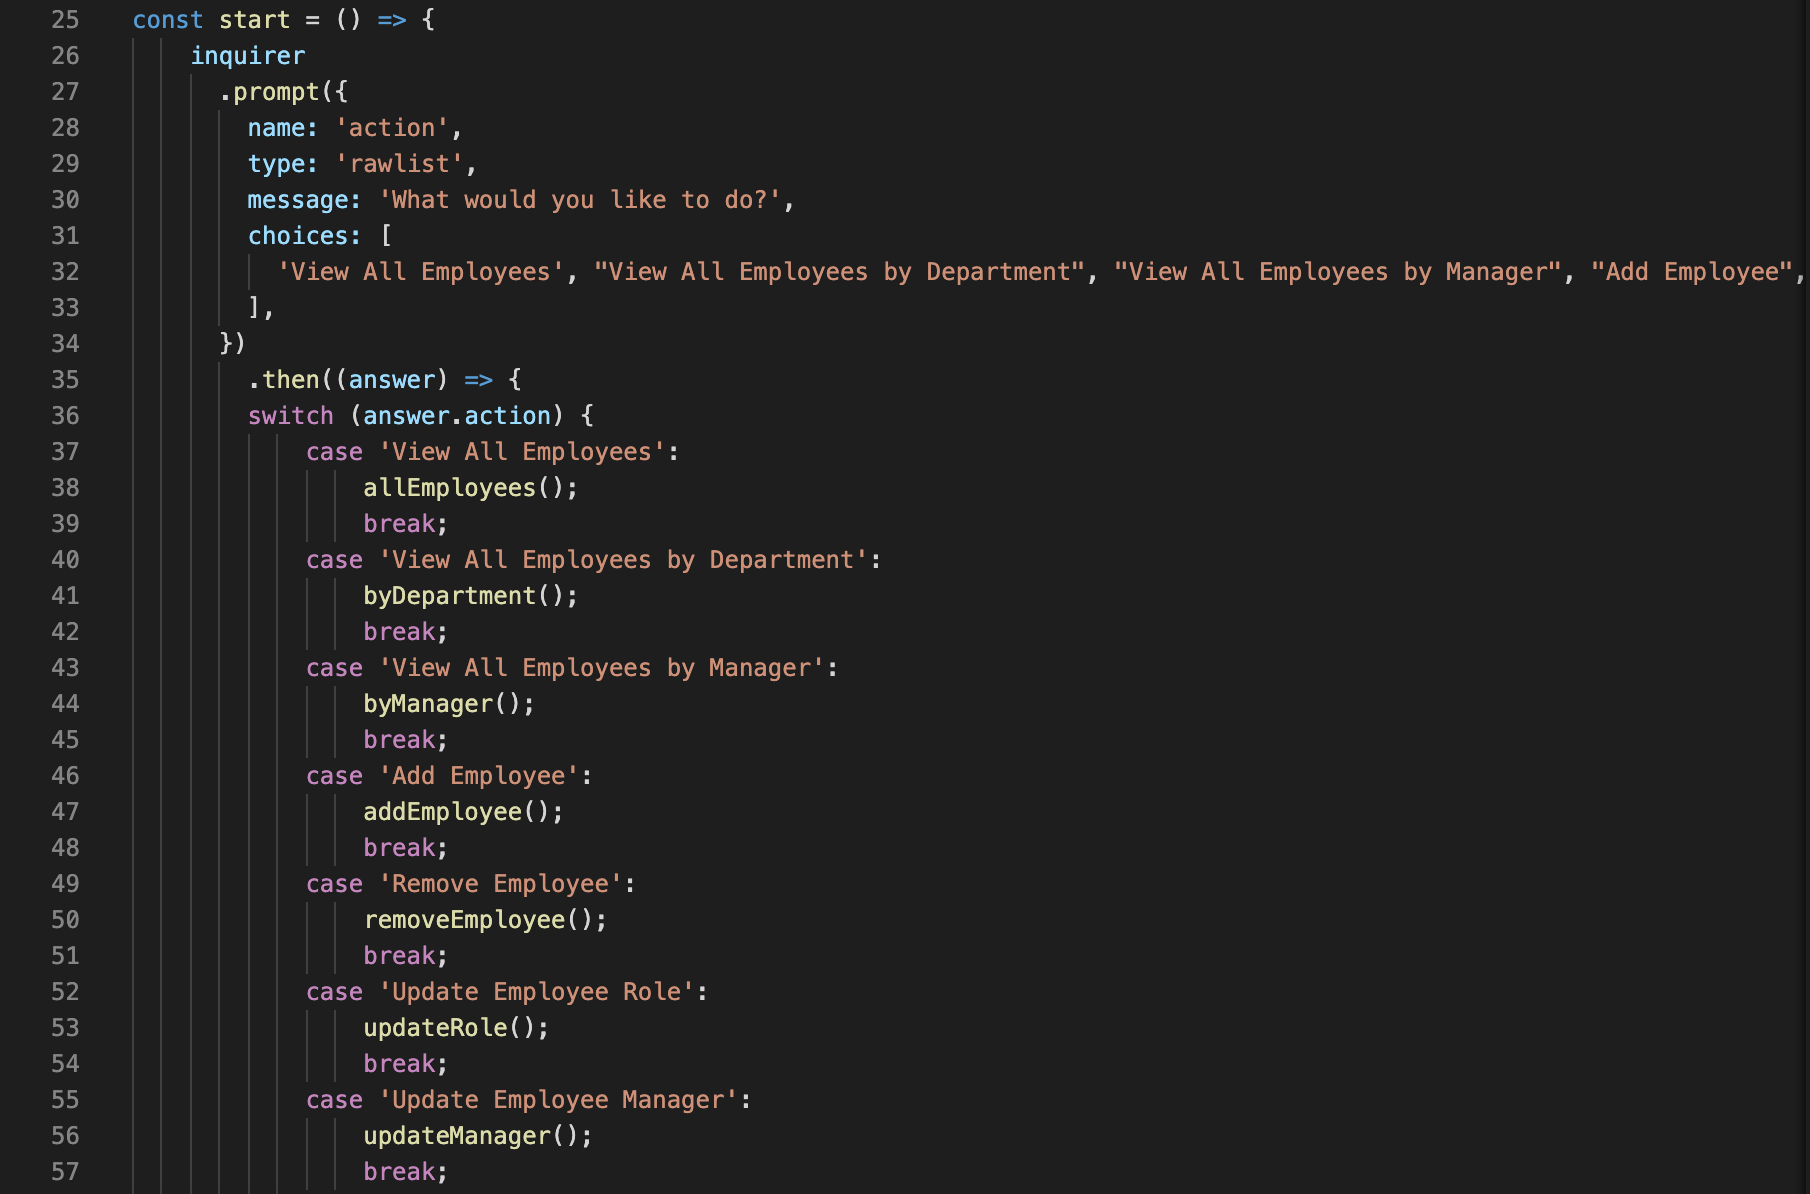 25 const start = () => {
26 inquirer
27 .prompt({
28 name: 'action',
29 type: 'rawlist',
30 message: 'What would you like to do?',
31 choices: [
32 'View All Employees', "View All Employees by Department", "View All Employees by Manager", "Add Employee",
33 ],
34 })
35 .then((answer) => {
36 switch (answer.action) {
37 case 'View All Employees':
38 allEmployees();
39 break;
40 case 'View All Employees by Department':
41 byDepartment();
42 break;
43 case 'View All Employees by Manager':
44 byManager();
45 break;
46 case 'Add Employee':
47 addEmployee();
48 break;
49 case 'Remove Employee':
50 removeEmployee();
51 break;
52 case 'Update Employee Role':
53 updateRole();
54 break;
55 case 'Update Employee Manager':
56 updateManager();
57 break;